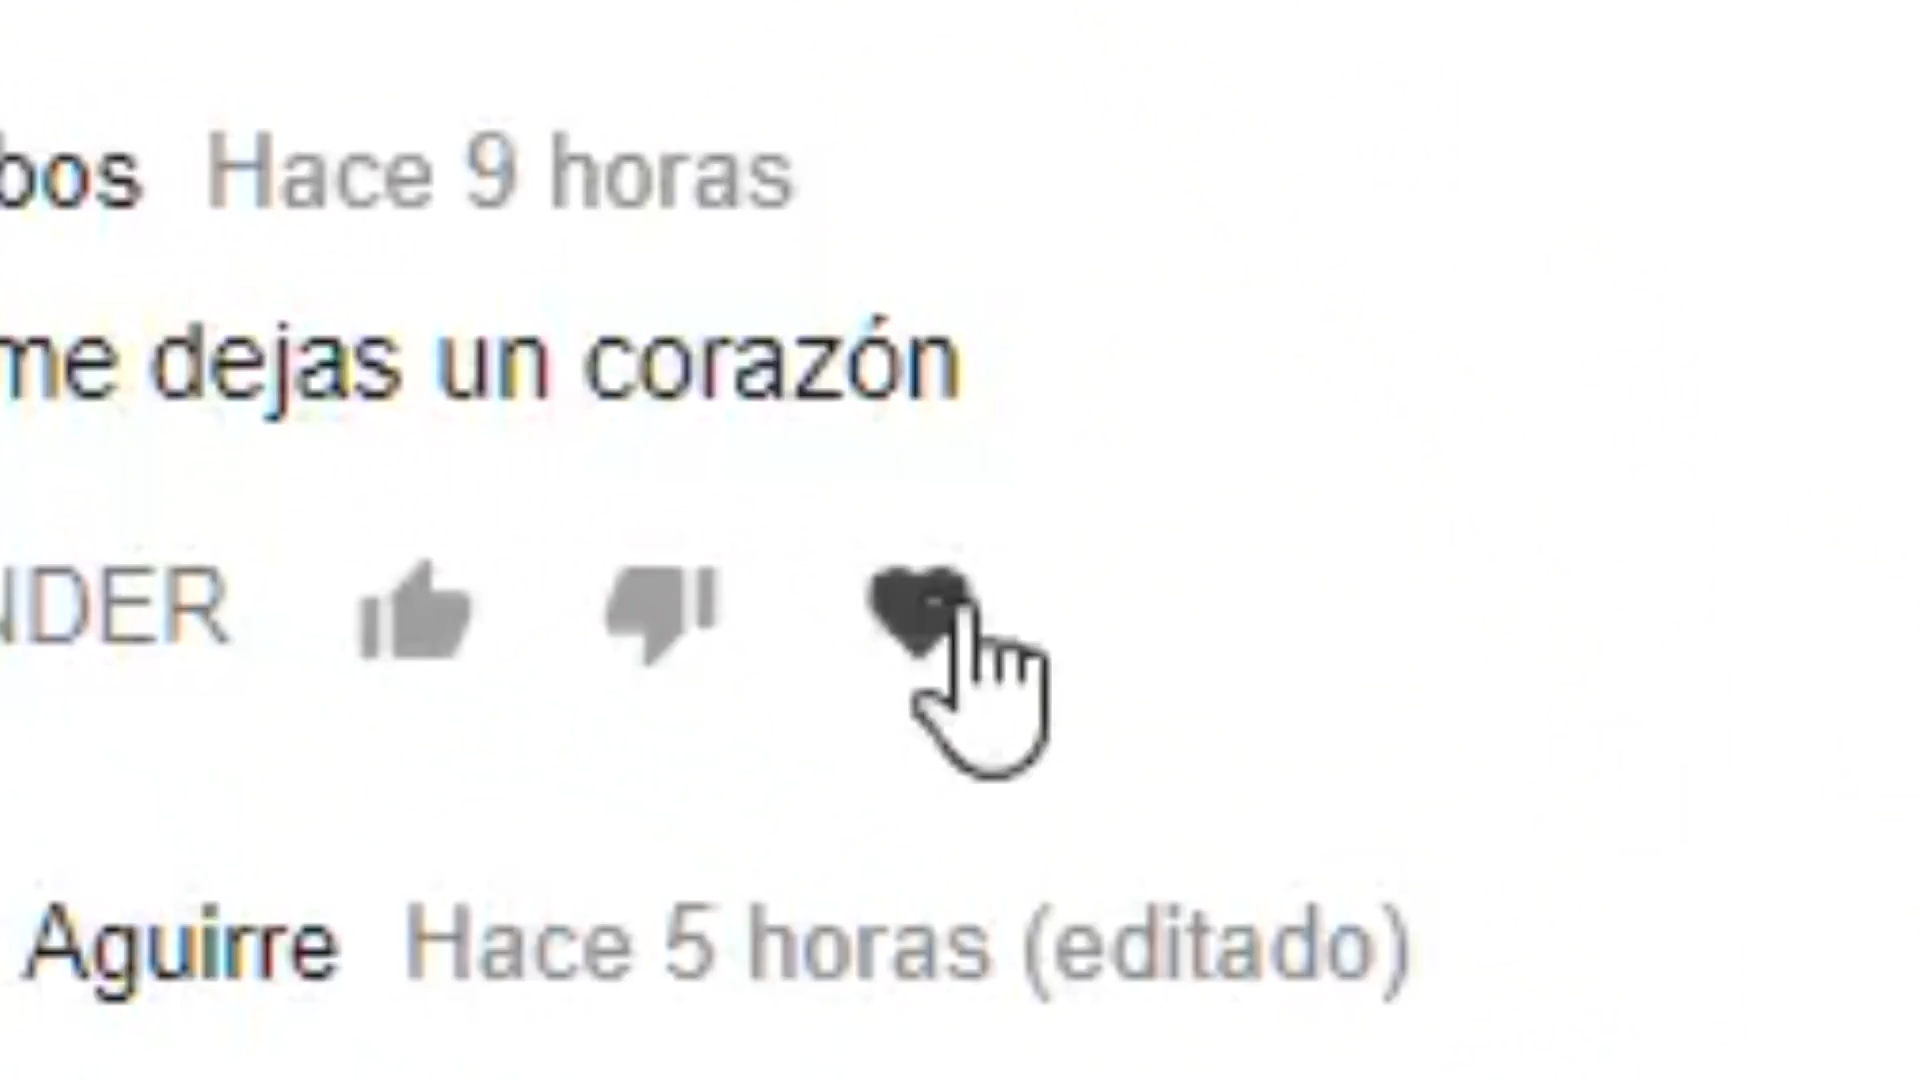 bos Hace 9 horas
me dejas un corazón
NDER
Aguirre Hace 5 horas (editado)